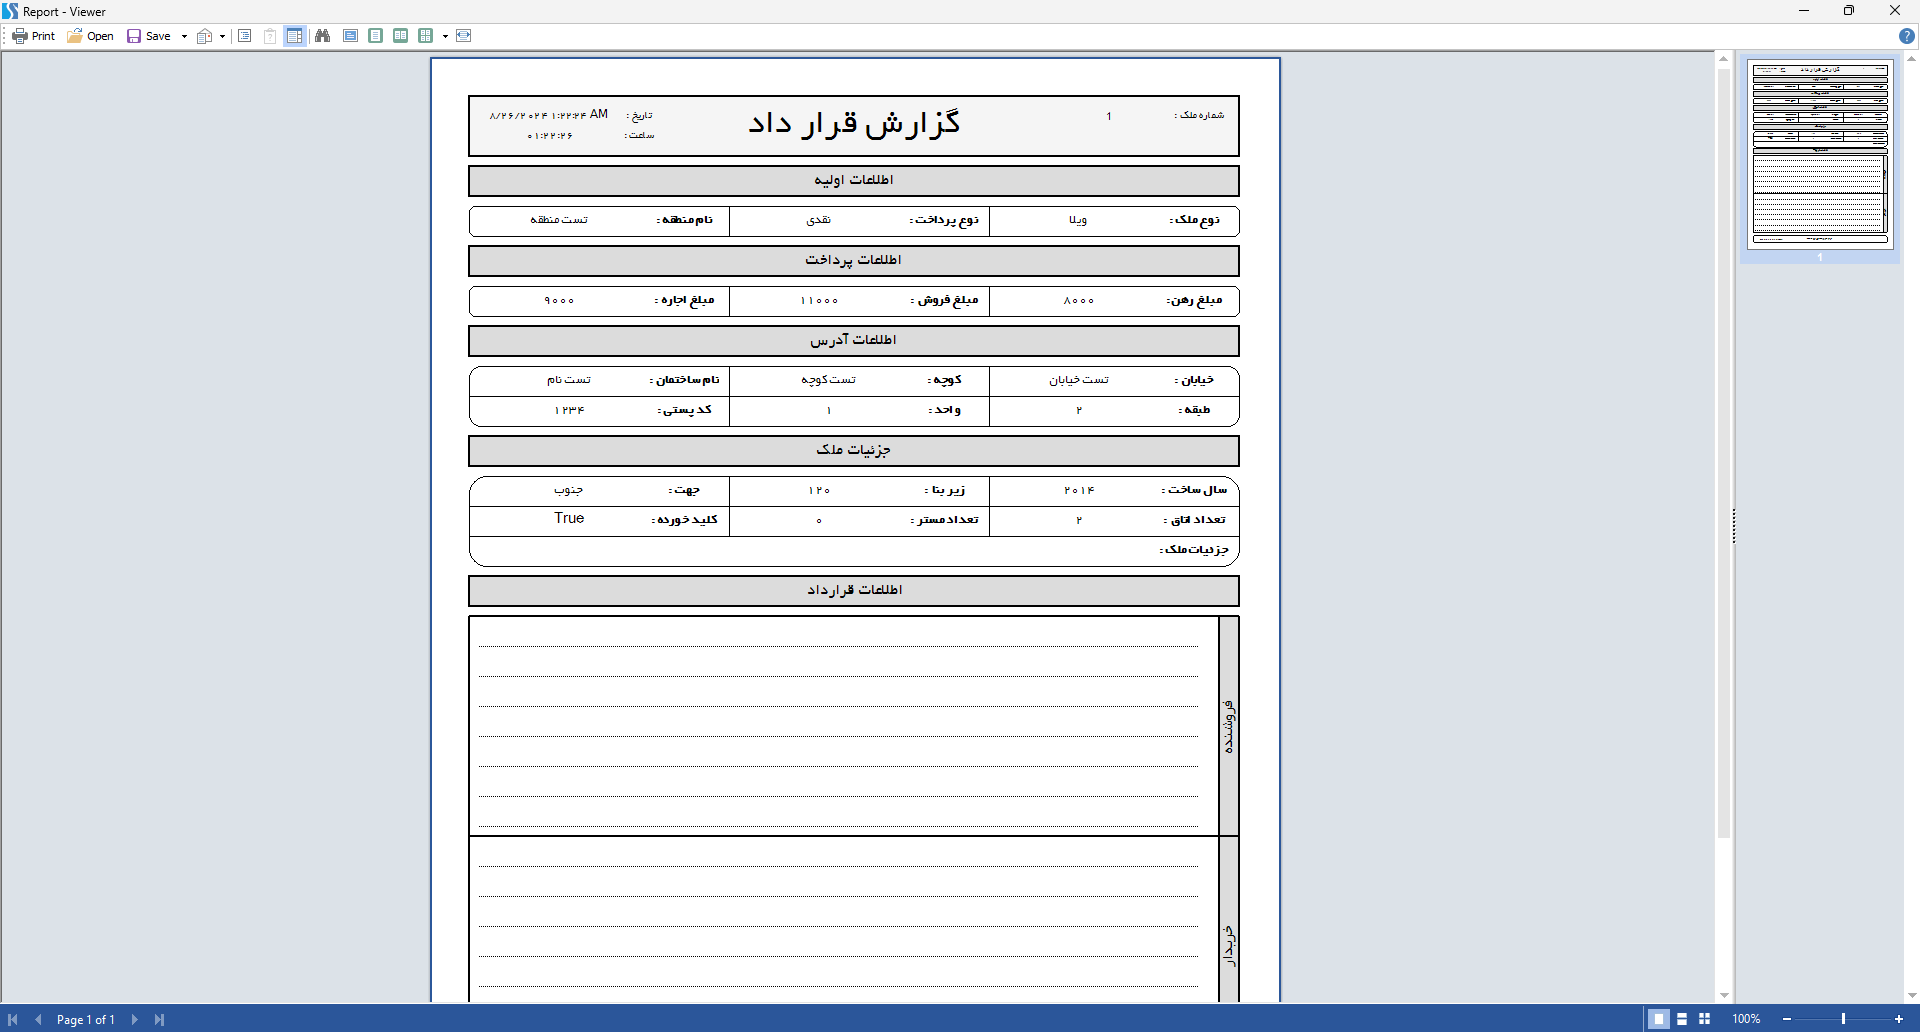 Report - Viewer
Print Open Save
شماره ملک : 1
گزارش قرار داد
تاریخ : ۸/۲۶/۲۰۲۴ ۱:۲۲:۲۴ AM
ساعت : ۰۱:۲۲:۲۶
اطلاعات اولیه
نوع ملک : ویلا نوع پرداخت : نقدی نام منطقه : تست منطقه
اطلاعات پرداخت
مبلغ رهن: ۸۰۰۰ مبلغ فروش : ۱۱۰۰۰ مبلغ اجاره : ۹۰۰۰
اطلاعات آدرس
خیابان : تست خیابان کوچه : تست کوچه نام ساختمان : تست نام
طبقه : ۲ واحد : ۱ کد پستی : ۱۲۳۴
جزئیات ملک
سال ساخت : ۲۰۱۴ زیر بنا : ۱۲۰ جهت : جنوب
تعداد اتاق : ۲ تعداد مستر : ۰ کلید خورده : True
جزئیات ملک :
اطلاعات قرارداد
فروشنده
خریدار
1
Page 1 of 1
100%